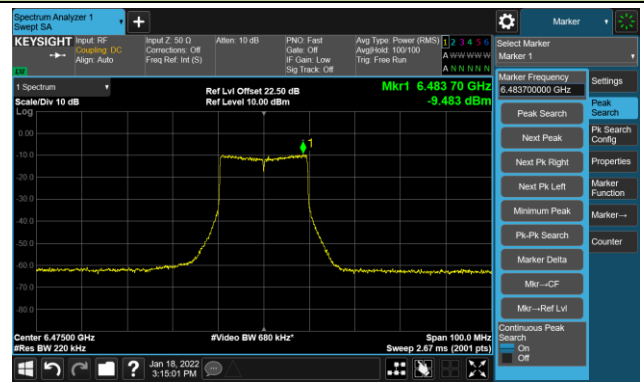 Spectrum Analyzer 1
Swept SA
Marker
KEYSIGHT
Input: RF
Coupling: DC
Align: Auto
Input Z: 50 Ω
Corrections: Off
Freq Ref: Int (S)
Atten: 10 dB
PNO: Fast
Gate: Off
IF Gain: Low
Sig Track: Off
Avg Type: Power (RMS)
Avg|Hold: 100/100
Trig: Free Run
1 2 3 4 5 6
A W W W W W
A N N N N N
LV
Select Marker
Marker 1
1 Spectrum
Scale/Div 10 dB
Log
Ref Lvl Offset 22.50 dB
Ref Level 10.00 dBm
Mkr1 6.483 70 GHz
-9.483 dBm
1
0.00
-10.0
-20.0
-30.0
-40.0
-50.0
-60.0
-70.0
-80.0
Center 6.47500 GHz
#Res BW 220 kHz
#Video BW 680 kHz*
Span 100.0 MHz
Sweep 2.67 ms (2001 pts)
Marker Frequency
6.483700000 GHz
Peak Search
Next Peak
Next Pk Right
Next Pk Left
Minimum Peak
Pk-Pk Search
Marker Delta
Mkr→CF
Mkr→Ref Lvl
Continuous Peak
Search
On
Off
Settings
Peak
Search
Pk Search
Config
Properties
Marker
Function
Marker→
Counter
?
Jan 18, 2022
3:15:01 PM